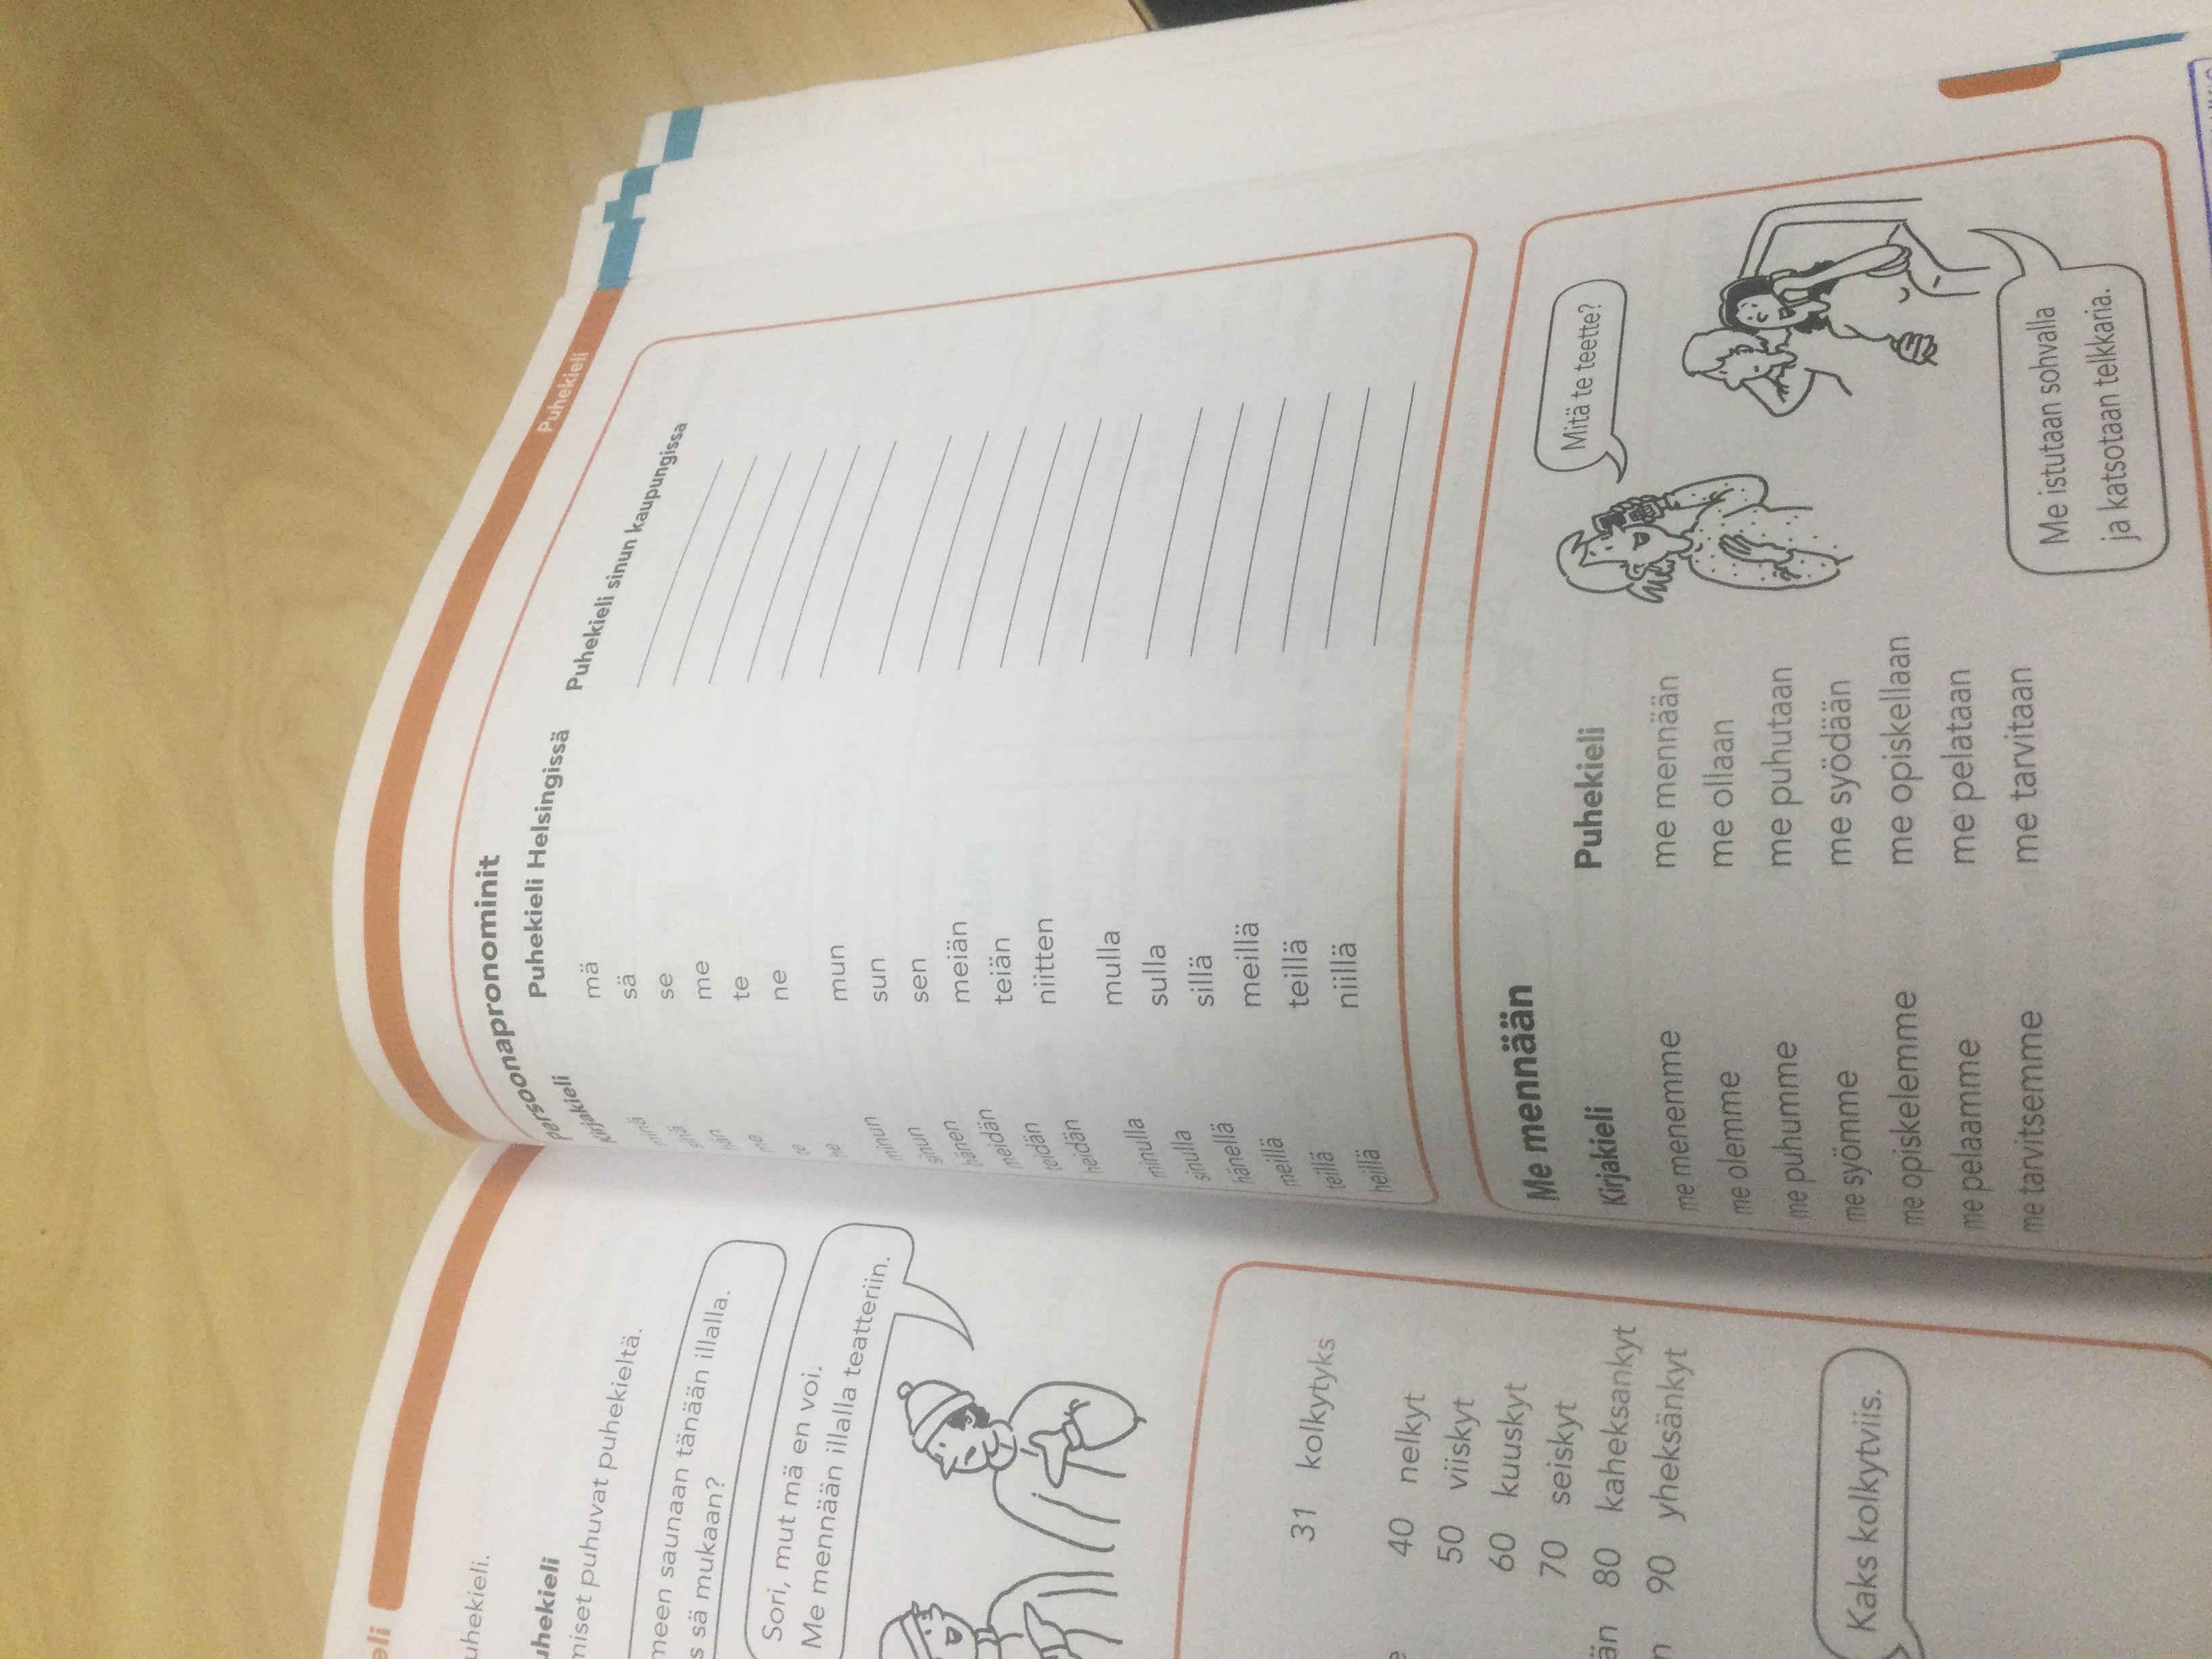 eli
uhekieli.
uhekieli
miset puhuvat puhekieltä.
meen saunaan tänään illalla.
s sä mukaan?
Sori, mut mä en voi.
Me mennään illalla teatteriin.
31 kolkytyks
40 nelkyt
50 viiskyt
60 kuuskyt
70 seiskyt
än 80 kaheksankyt
n 90 yheksänkyt
Kaks kolkytviis.
Puhekieli
Persoonapronominit
Kirjakieli Puhekieli Helsingissä Puhekieli sinun kaupungissa
minä mä
sinä sä
hän se
me me
te te
he ne
minun mun
sinun sun
hänen sen
meidän meiän
teidän teiän
heidän niitten
minulla mulla
sinulla sulla
hänellä sillä
meillä meillä
teillä teillä
heillä niillä
Me mennään
Kirjakieli Puhekieli
me menemme me mennään
me olemme me ollaan
me puhumme me puhutaan
me syömme me syödään
me opiskelemme me opiskellaan
me pelaamme me pelataan
me tarvitsemme me tarvitaan
Mitä te teette?
Me istutaan sohvalla
ja katsotaan telkkaria.